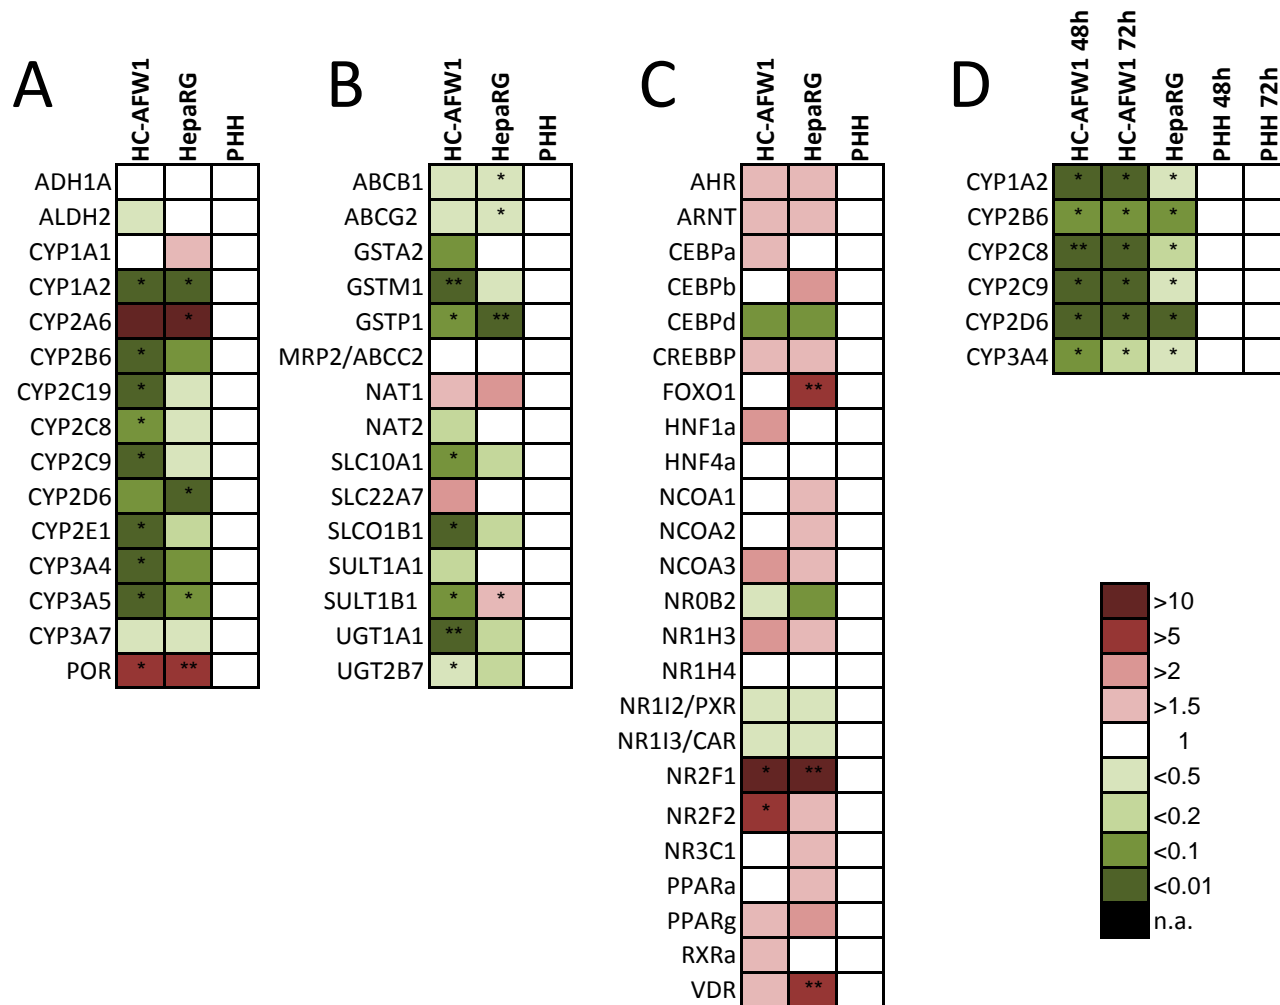 A
HC-AFW1
HepaRG
PHH
ADH1A
ALDH2
CYP1A1
CYP1A2 * *
CYP2A6 *
CYP2B6 *
CYP2C19 *
CYP2C8 *
CYP2C9 *
CYP2D6 *
CYP2E1 *
CYP3A4 *
CYP3A5 * *
CYP3A7
POR * **
B
HC-AFW1
HepaRG
PHH
ABCB1 *
ABCG2 *
GSTA2
GSTM1 **
GSTP1 * **
MRP2/ABCC2
NAT1
NAT2
SLC10A1 *
SLC22A7
SLCO1B1 *
SULT1A1
SULT1B1 * *
UGT1A1 **
UGT2B7 *
C
HC-AFW1
HepaRG
PHH
AHR
ARNT
CEBPa
CEBPb
CEBPd
CREBBP
FOXO1 **
HNF1a
HNF4a
NCOA1
NCOA2
NCOA3
NR0B2
NR1H3
NR1H4
NR1I2/PXR
NR1I3/CAR
NR2F1 * **
NR2F2 *
NR3C1
PPARa
PPARg
RXRa
VDR **
D
HC-AFW1 48h
HC-AFW1 72h
HepaRG
PHH 48h
PHH 72h
CYP1A2 * * *
CYP2B6 * * *
CYP2C8 ** * *
CYP2C9 * * *
CYP2D6 * * *
CYP3A4 * * *
>10
>5
>2
>1.5
1
<0.5
<0.2
<0.1
<0.01
n.a.